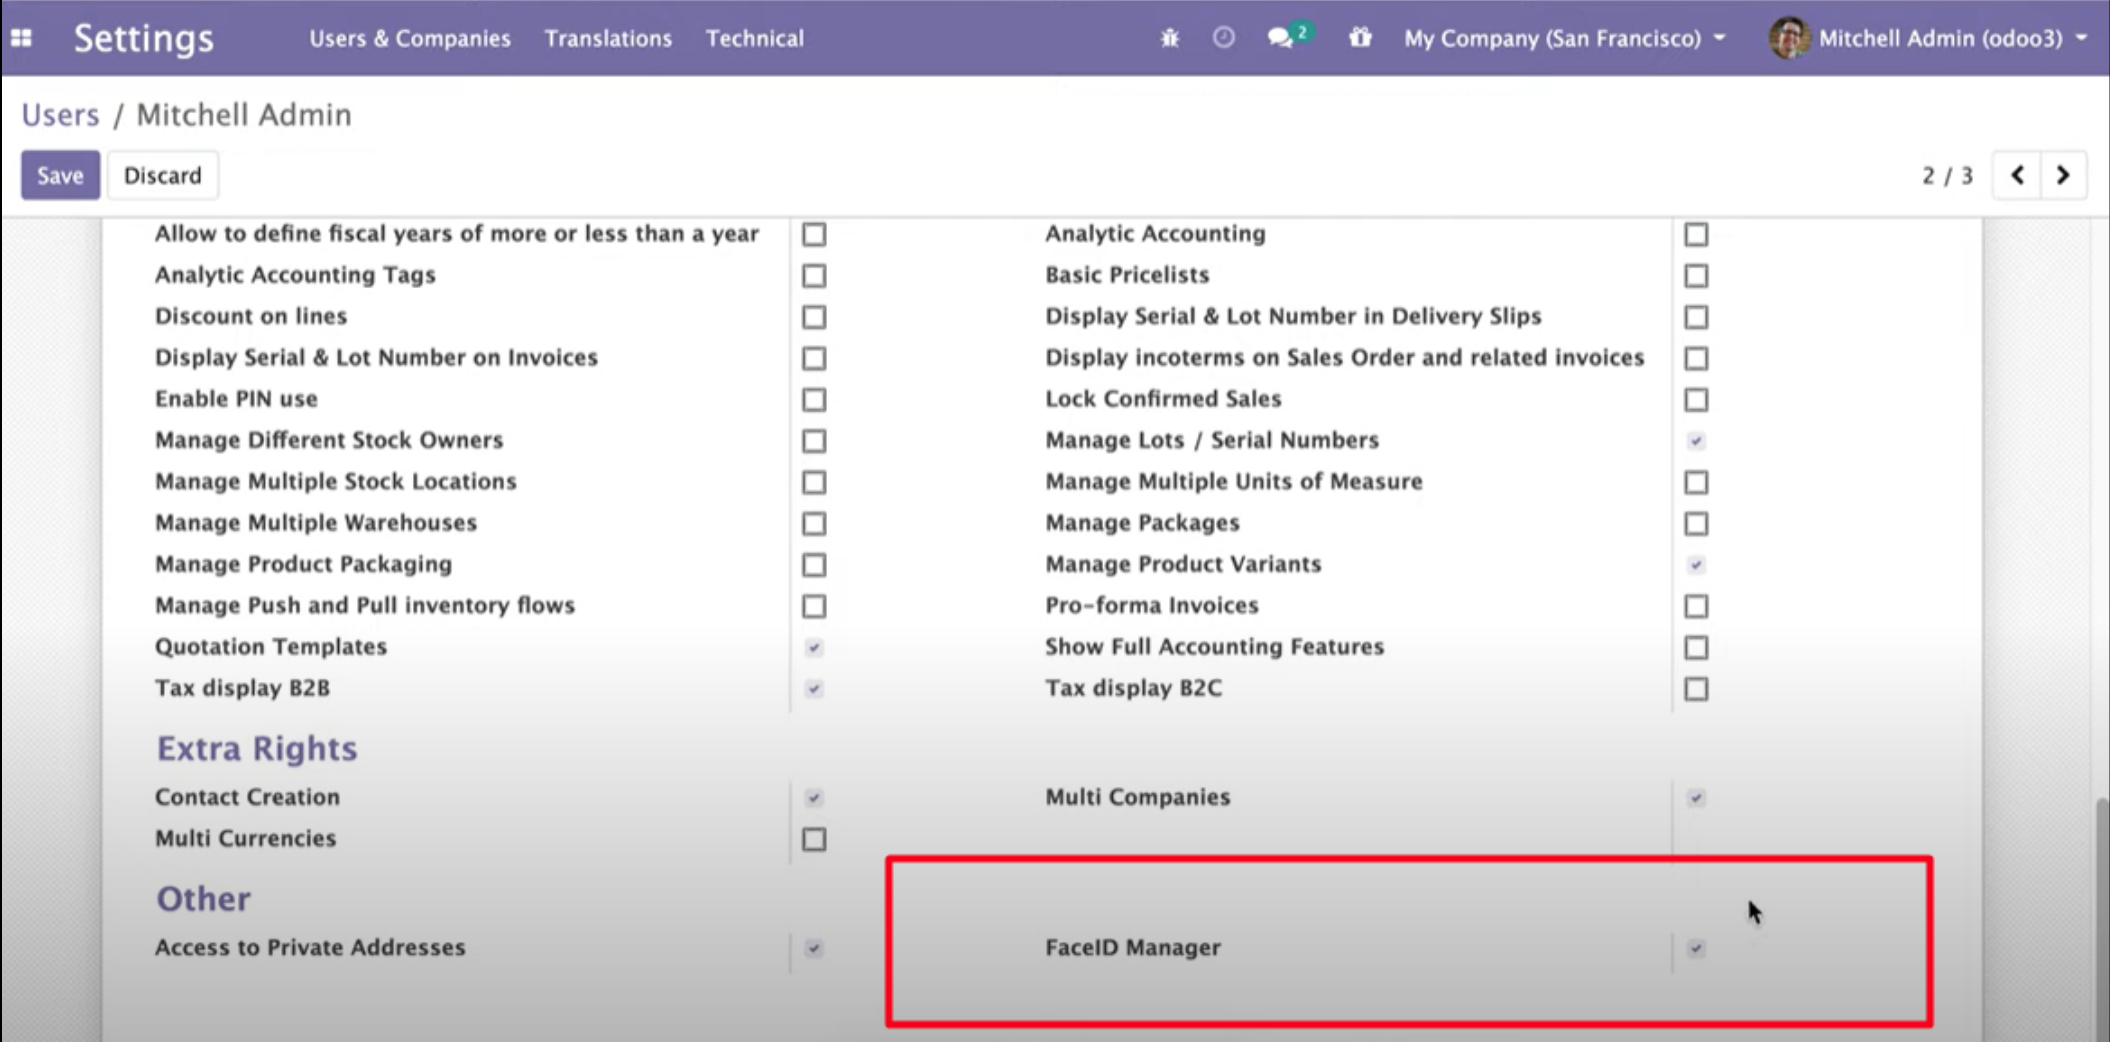 Settings Users & Companies Translations Technical 2 My Company (San Francisco) Mitchell Admin (odoo3)
Users / Mitchell Admin
Save Discard 2 / 3
Allow to define fiscal years of more or less than a year Analytic Accounting
Analytic Accounting Tags Basic Pricelists
Discount on lines Display Serial & Lot Number in Delivery Slips
Display Serial & Lot Number on Invoices Display incoterms on Sales Order and related invoices
Enable PIN use Lock Confirmed Sales
Manage Different Stock Owners Manage Lots / Serial Numbers
Manage Multiple Stock Locations Manage Multiple Units of Measure
Manage Multiple Warehouses Manage Packages
Manage Product Packaging Manage Product Variants
Manage Push and Pull inventory flows Pro-forma Invoices
Quotation Templates Show Full Accounting Features
Tax display B2B Tax display B2C
Extra Rights
Contact Creation Multi Companies
Multi Currencies
Other
Access to Private Addresses FaceID Manager